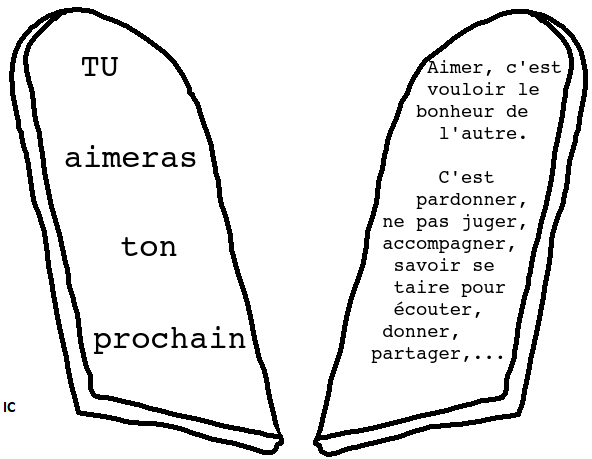 TU
aimeras
ton
prochain
Aimer, c'est
vouloir le
bonheur de
l'autre.
C'est
pardonner,
ne pas juger,
accompagner,
savoir se
taire pour
écouter,
donner,
partager,...
IC